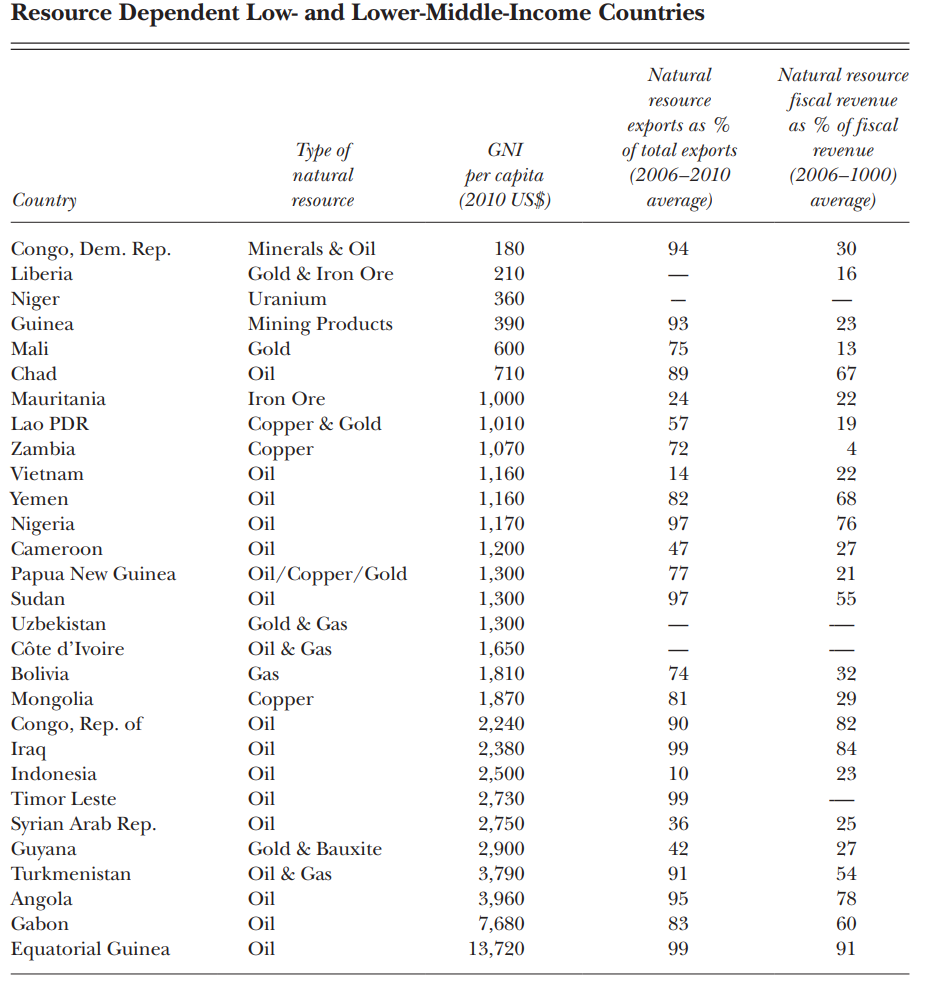 Resource Dependent Low- and Lower-Middle-Income Countries
Country
Type of
natural
resource
GNI
per capita
(2010 US$)
Natural
resource
exports as %
of total exports
(2006–2010
average)
Natural resource
fiscal revenue
as % of fiscal
revenue
(2006–1000)
average)
Congo, Dem. Rep. Minerals & Oil 180 94 30
Liberia Gold & Iron Ore 210 — 16
Niger Uranium 360 — —
Guinea Mining Products 390 93 23
Mali Gold 600 75 13
Chad Oil 710 89 67
Mauritania Iron Ore 1,000 24 22
Lao PDR Copper & Gold 1,010 57 19
Zambia Copper 1,070 72 4
Vietnam Oil 1,160 14 22
Yemen Oil 1,160 82 68
Nigeria Oil 1,170 97 76
Cameroon Oil 1,200 47 27
Papua New Guinea Oil/Copper/Gold 1,300 77 21
Sudan Oil 1,300 97 55
Uzbekistan Gold & Gas 1,300 — —
Côte d’Ivoire Oil & Gas 1,650 — —
Bolivia Gas 1,810 74 32
Mongolia Copper 1,870 81 29
Congo, Rep. of Oil 2,240 90 82
Iraq Oil 2,380 99 84
Indonesia Oil 2,500 10 23
Timor Leste Oil 2,730 99 —
Syrian Arab Rep. Oil 2,750 36 25
Guyana Gold & Bauxite 2,900 42 27
Turkmenistan Oil & Gas 3,790 91 54
Angola Oil 3,960 95 78
Gabon Oil 7,680 83 60
Equatorial Guinea Oil 13,720 99 91